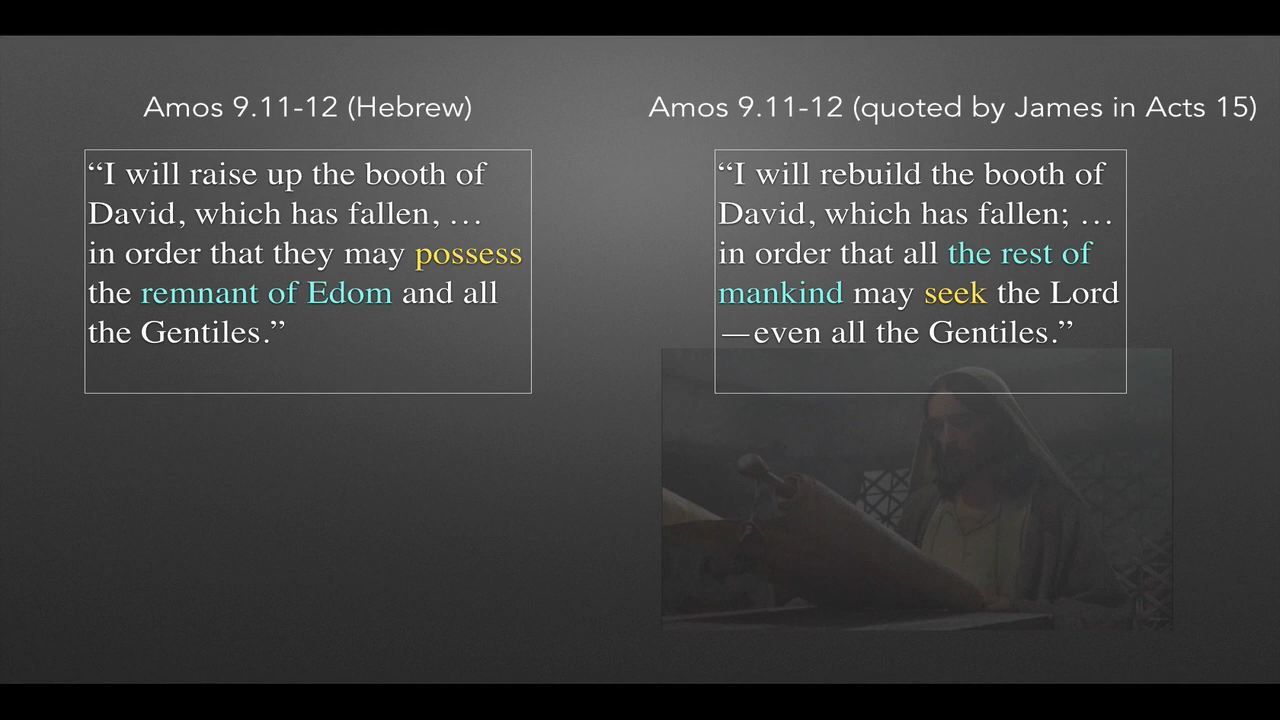 Amos 9.11-12 (Hebrew)
“I will raise up the booth of
David, which has fallen, …
in order that they may possess
the remnant of Edom and all
the Gentiles.”
Amos 9.11-12 (quoted by James in Acts 15)
“I will rebuild the booth of
David, which has fallen; …
in order that all the rest of
mankind may seek the Lord
—even all the Gentiles.”